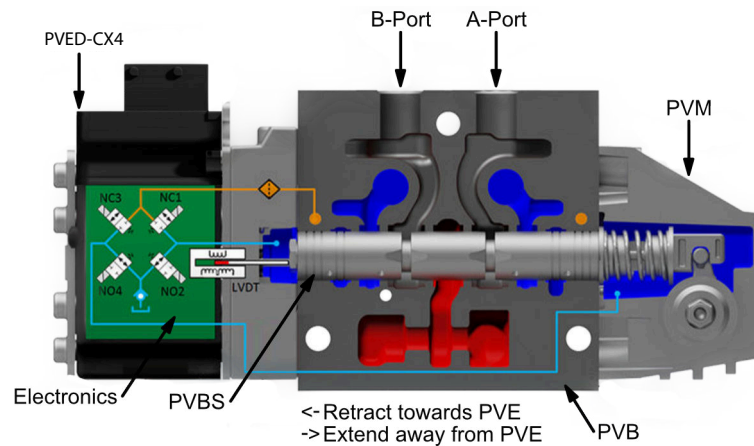 B-Port
A-Port
PVED-CX4
PVM
NC3
NC1
NO4
NO2
LVDT
Electronics
PVBS
<- Retract towards PVE
-> Extend away from PVE
PVB